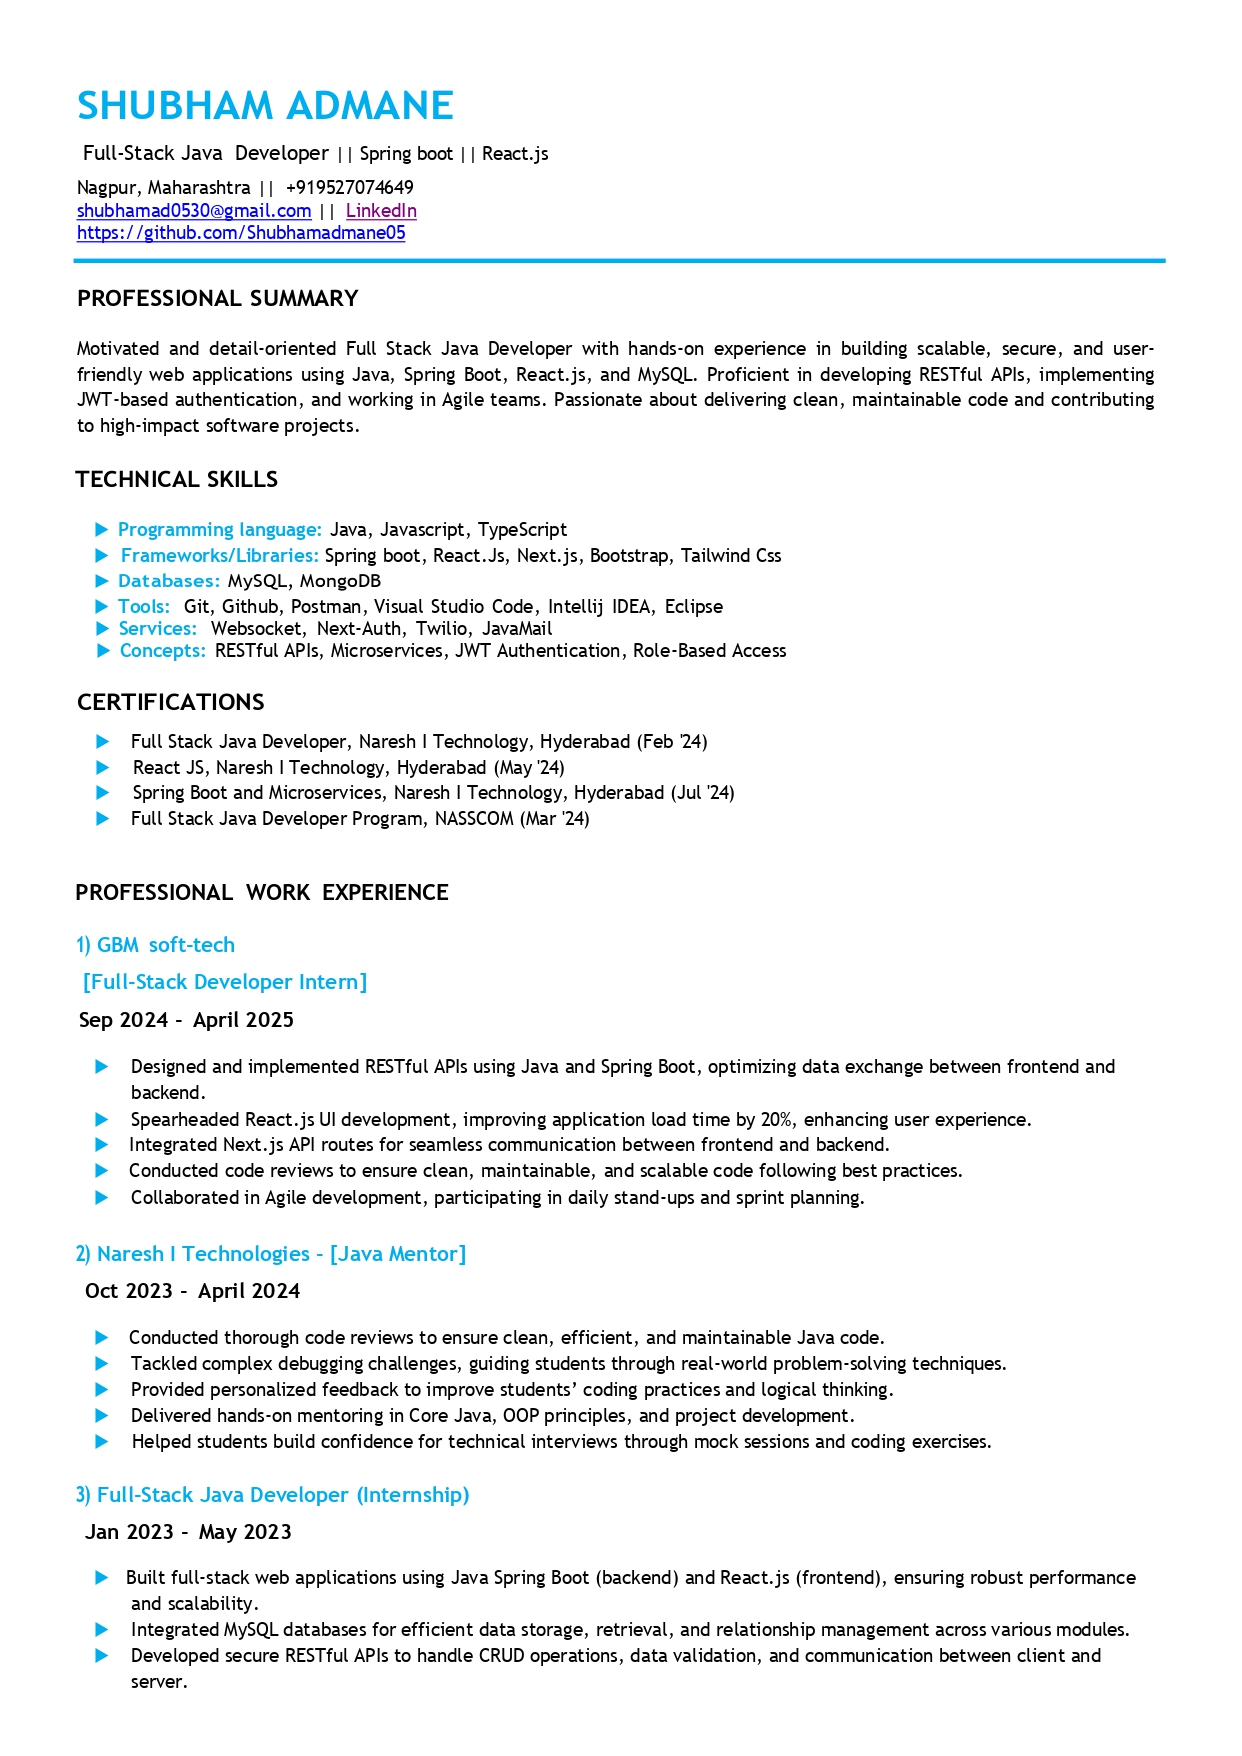 SHUBHAM ADMANE
Full-Stack Java Developer || Spring boot || React.js
Nagpur, Maharashtra || +919527074649
shubhamad0530@gmail.com || LinkedIn
https://github.com/Shubhamadmane05
PROFESSIONAL SUMMARY
Motivated and detail-oriented Full Stack Java Developer with hands-on experience in building scalable, secure, and user-
friendly web applications using Java, Spring Boot, React.js, and MySQL. Proficient in developing RESTful APIs, implementing
JWT-based authentication, and working in Agile teams. Passionate about delivering clean, maintainable code and contributing
to high-impact software projects.
TECHNICAL SKILLS
Programming language: Java, Javascript, TypeScript
Frameworks/Libraries: Spring boot, React.Js, Next.js, Bootstrap, Tailwind Css
Databases: MySQL, MongoDB
Tools: Git, Github, Postman, Visual Studio Code, Intellij IDEA, Eclipse
Services: Websocket, Next-Auth, Twilio, JavaMail
Concepts: RESTful APIs, Microservices, JWT Authentication, Role-Based Access
CERTIFICATIONS
Full Stack Java Developer, Naresh I Technology, Hyderabad (Feb '24)
React JS, Naresh I Technology, Hyderabad (May '24)
Spring Boot and Microservices, Naresh I Technology, Hyderabad (Jul '24)
Full Stack Java Developer Program, NASSCOM (Mar '24)
PROFESSIONAL WORK EXPERIENCE
1) GBM soft-tech
[Full-Stack Developer Intern]
Sep 2024 - April 2025
Designed and implemented RESTful APIs using Java and Spring Boot, optimizing data exchange between frontend and
backend.
Spearheaded React.js UI development, improving application load time by 20%, enhancing user experience.
Integrated Next.js API routes for seamless communication between frontend and backend.
Conducted code reviews to ensure clean, maintainable, and scalable code following best practices.
Collaborated in Agile development, participating in daily stand-ups and sprint planning.
2) Naresh I Technologies - [Java Mentor]
Oct 2023 - April 2024
Conducted thorough code reviews to ensure clean, efficient, and maintainable Java code.
Tackled complex debugging challenges, guiding students through real-world problem-solving techniques.
Provided personalized feedback to improve students’ coding practices and logical thinking.
Delivered hands-on mentoring in Core Java, OOP principles, and project development.
Helped students build confidence for technical interviews through mock sessions and coding exercises.
3) Full-Stack Java Developer (Internship)
Jan 2023 - May 2023
Built full-stack web applications using Java Spring Boot (backend) and React.js (frontend), ensuring robust performance
and scalability.
Integrated MySQL databases for efficient data storage, retrieval, and relationship management across various modules.
Developed secure RESTful APIs to handle CRUD operations, data validation, and communication between client and
server.